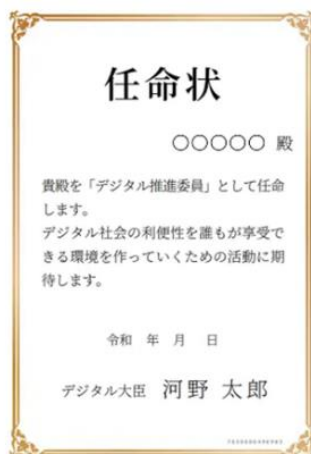 任命状
○○○○○ 殿
貴殿を「デジタル推進委員」として任命
します。
デジタル社会の利便性を誰もが享受で
きる環境を作っていくための活動に期
待します。
令和 年 月 日
デジタル大臣 河野 太郎